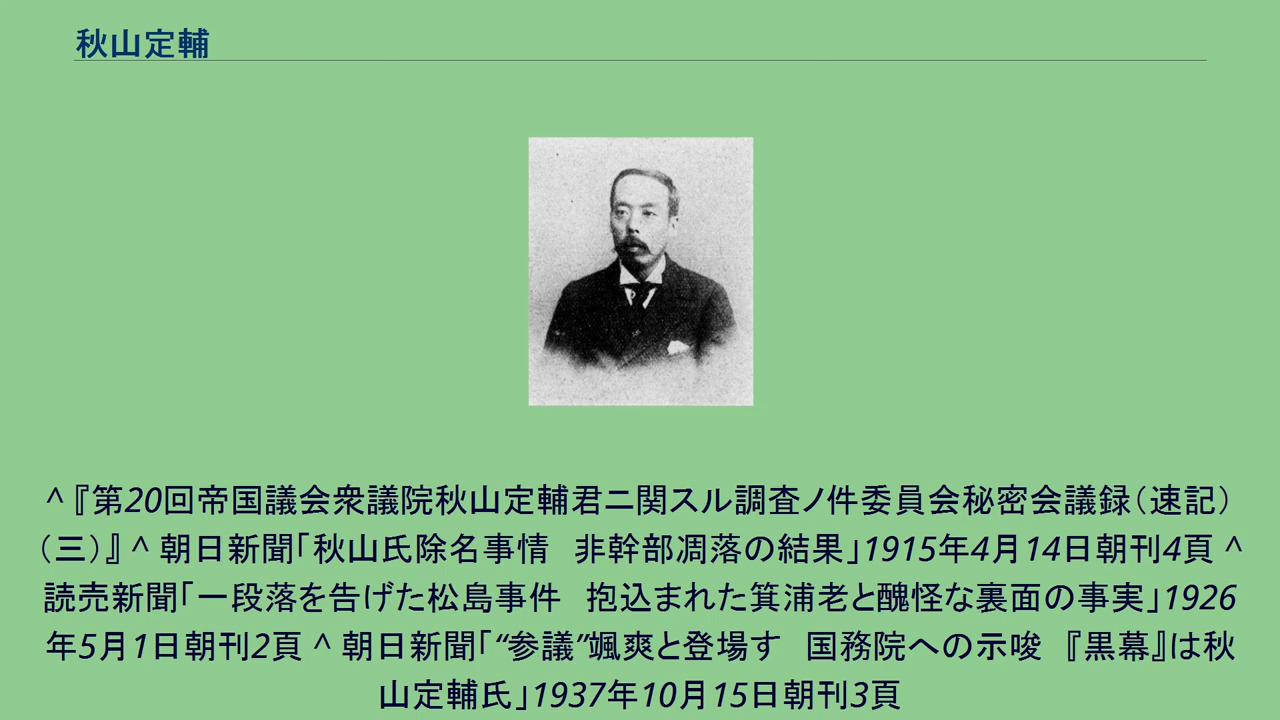 秋山定輔
^『第20回帝国議会衆議院秋山定輔君ニ関スル調査ノ件委員会秘密会議録(速記)
(三)』^ 朝日新聞「秋山氏除名事情　非幹部凋落の結果」1915年4月14日朝刊4頁 ^
読売新聞「一段落を告げた松島事件　抱込まれた箕浦老と醜怪な裏面の事実」1926
年5月1日朝刊2頁 ^ 朝日新聞「“参議”颯爽と登場す　国務院への示唆　『黒幕』は秋
山定輔氏」1937年10月15日朝刊3頁